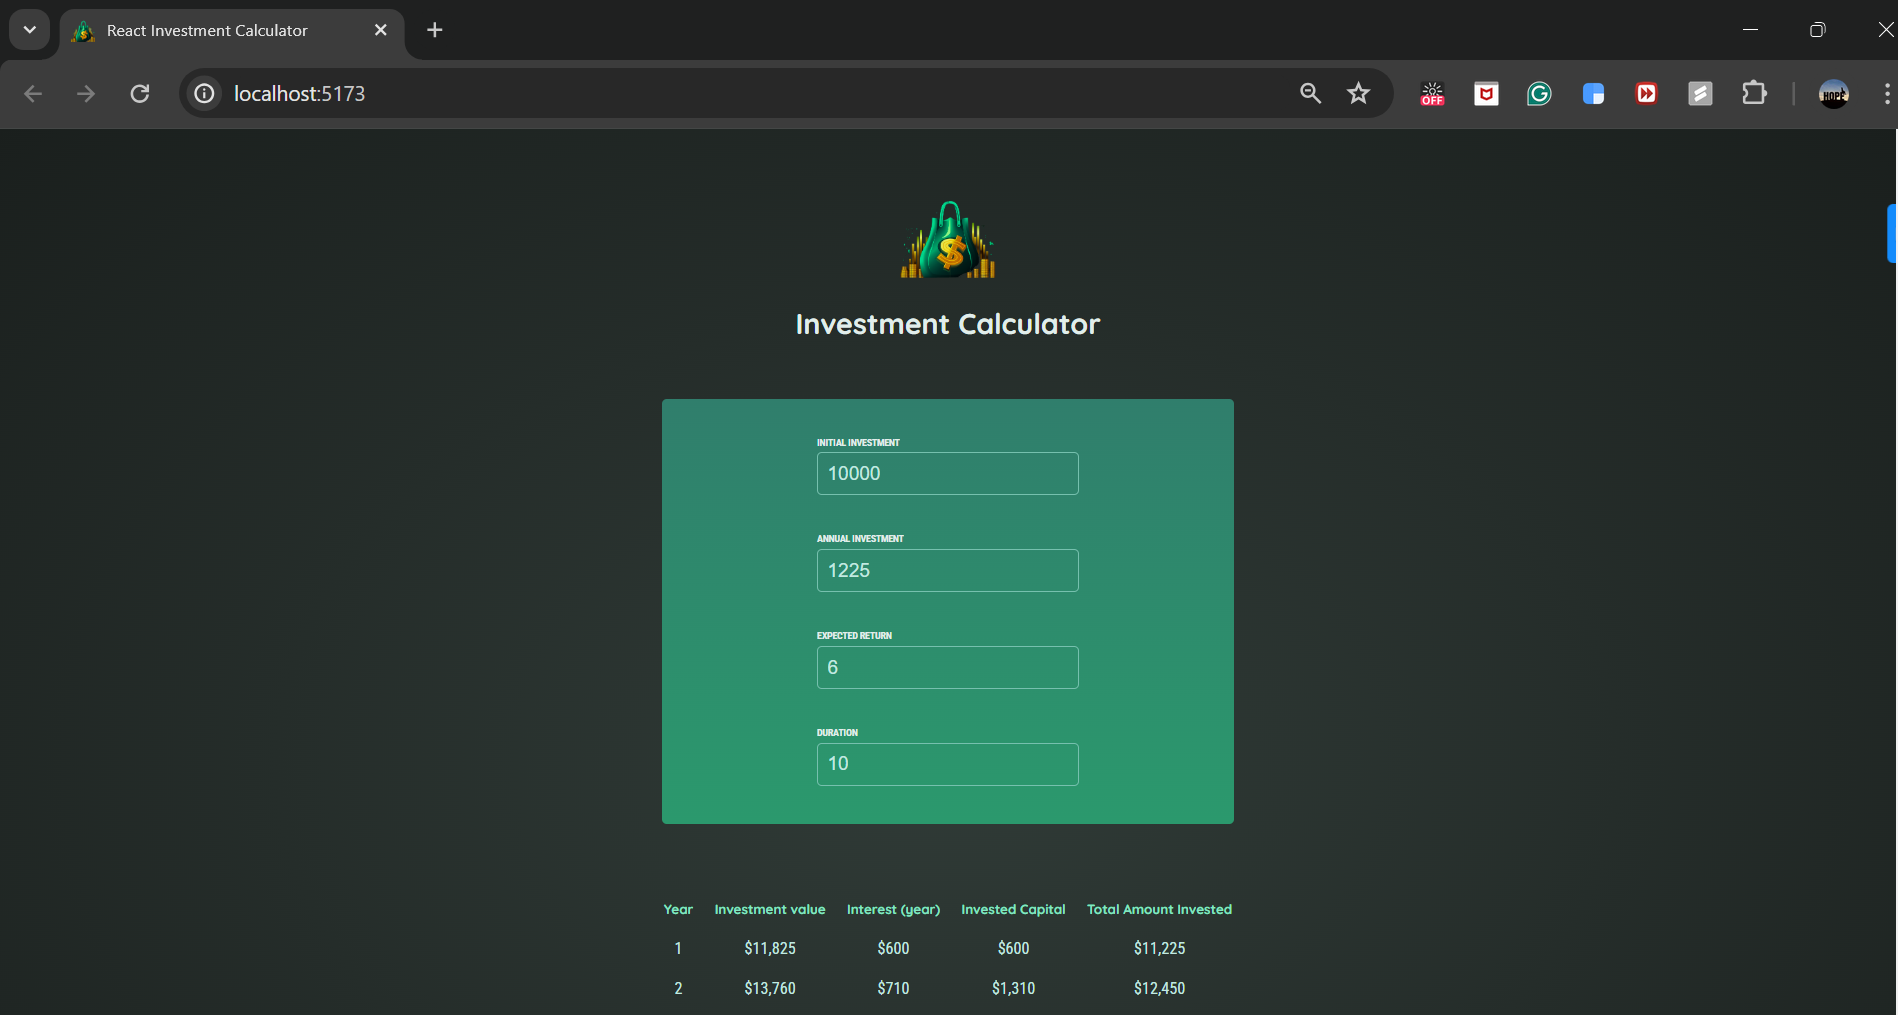 React Investment Calculator
localhost:5173
OFF
HOPE
$
Investment Calculator
INITIAL INVESTMENT
10000
ANNUAL INVESTMENT
1225
EXPECTED RETURN
6
DURATION
10
Year Investment value Interest (year) Invested Capital Total Amount Invested
1 $11,825 $600 $600 $11,225
2 $13,760 $710 $1,310 $12,450